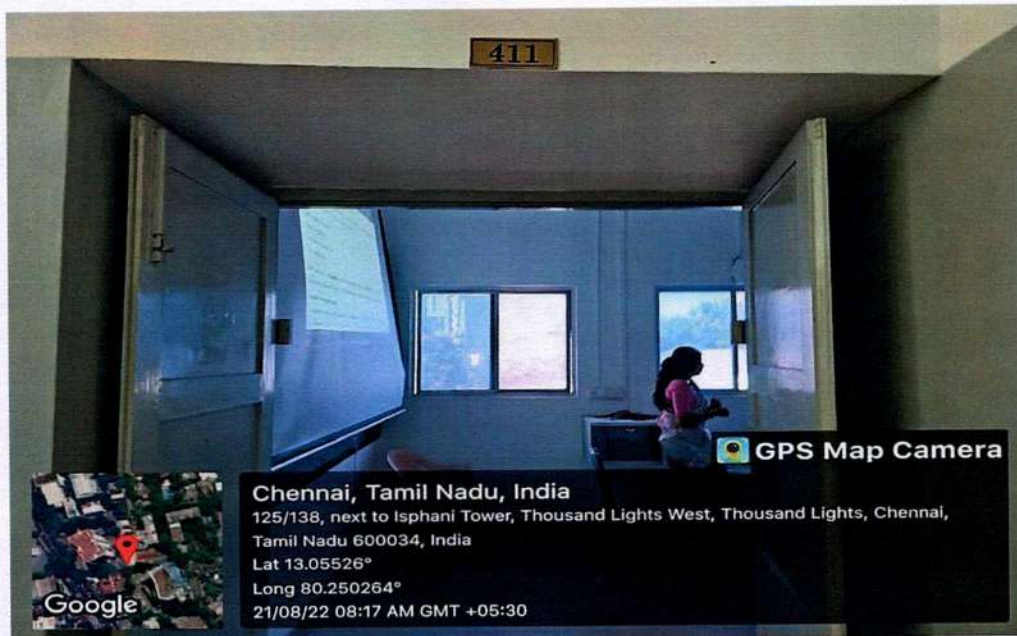 411
GPS Map Camera
Chennai, Tamil Nadu, India
125/138, next to Isphani Tower, Thousand Lights West, Thousand Lights, Chennai,
Tamil Nadu 600034, India
Lat 13.05526°
Long 80.250264°
21/08/22 08:17 AM GMT +05:30
Google